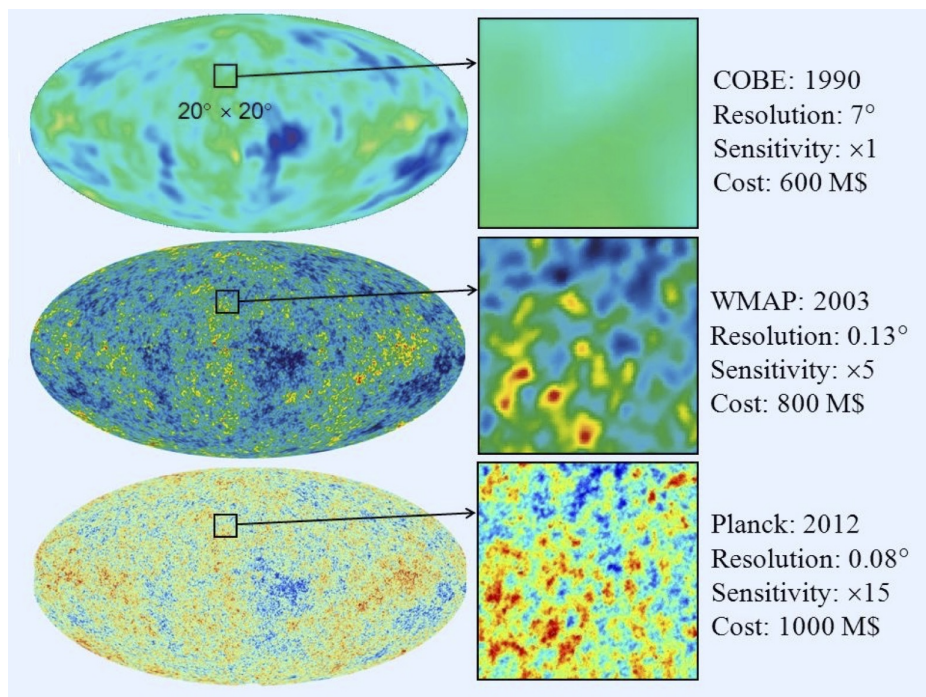 20° × 20°
COBE: 1990
Resolution: 7°
Sensitivity: ×1
Cost: 600 M$
WMAP: 2003
Resolution: 0.13°
Sensitivity: ×5
Cost: 800 M$
Planck: 2012
Resolution: 0.08°
Sensitivity: ×15
Cost: 1000 M$